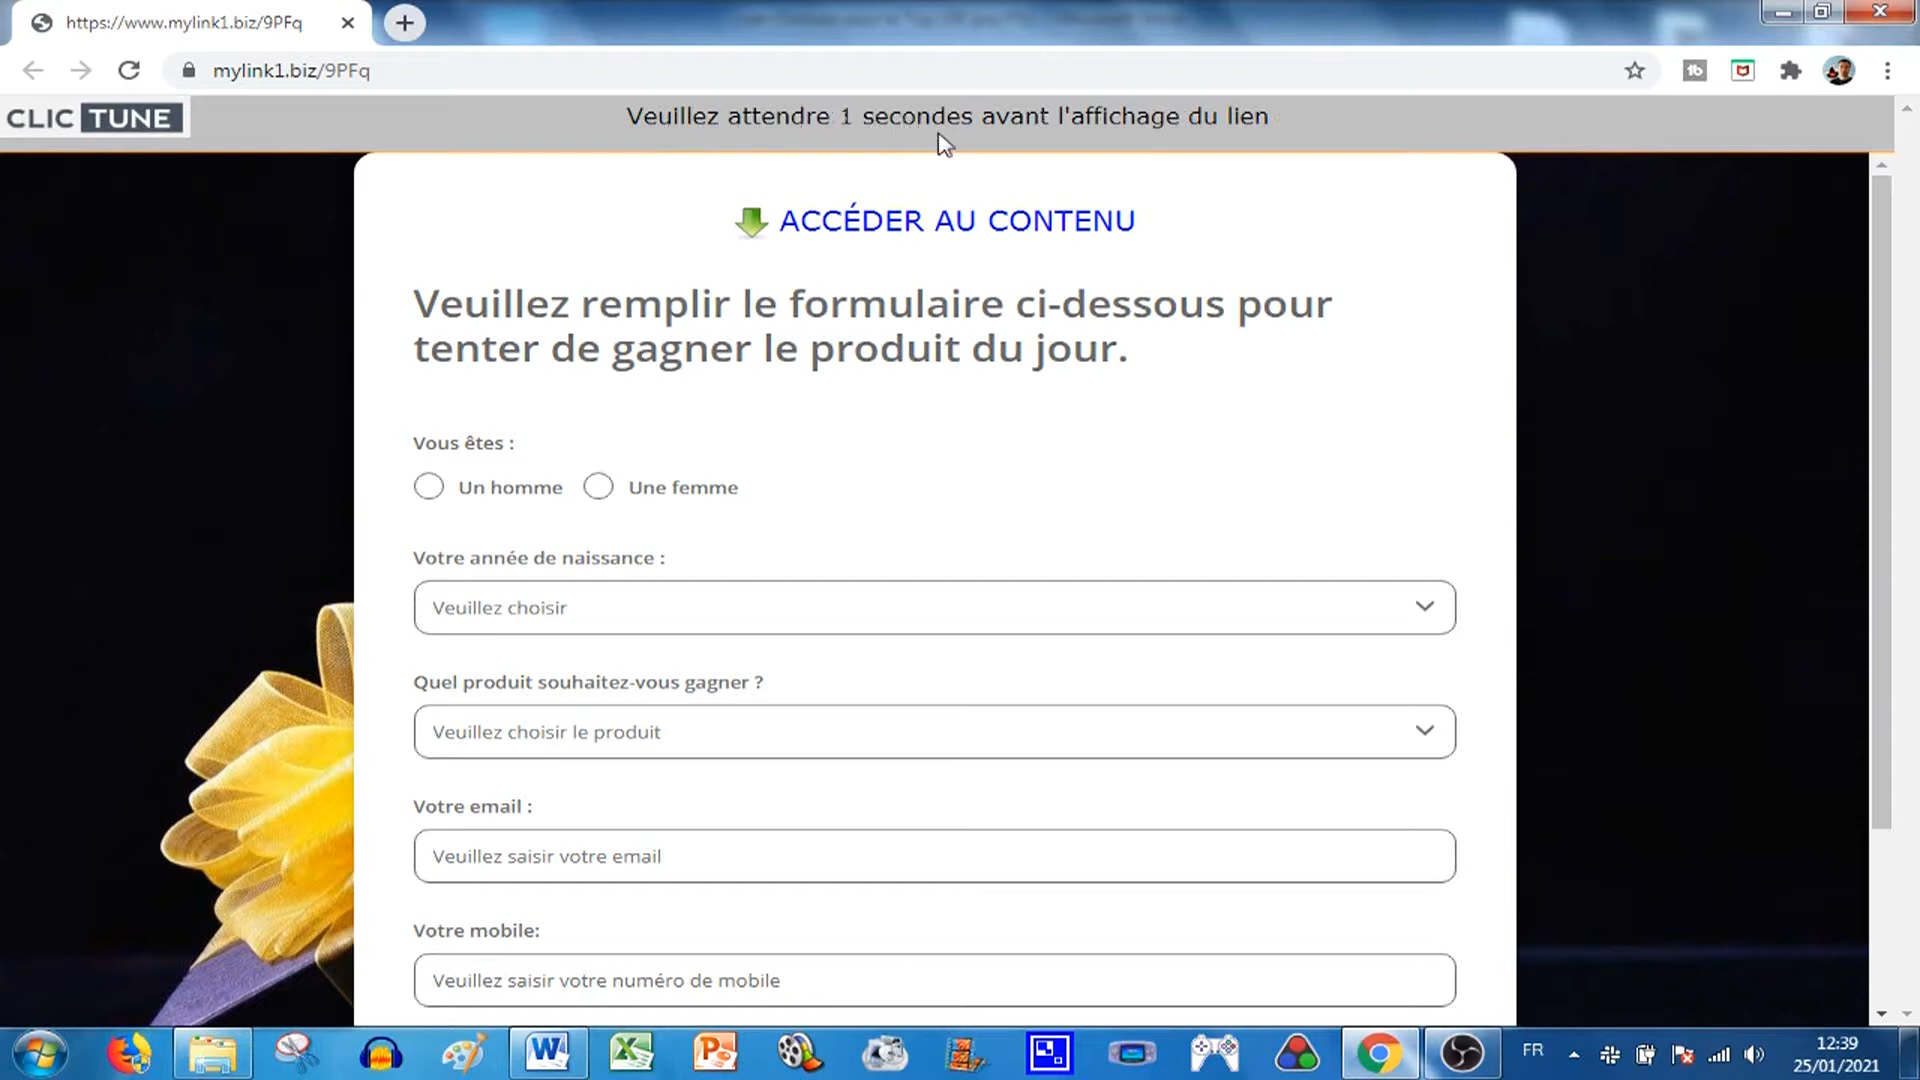 https://www.mylink1.biz/9PFq
mylink1.biz/9PFq
CLIC TUNE
Veuillez attendre 1 secondes avant l'affichage du lien
ACCÉDER AU CONTENU
Veuillez remplir le formulaire ci-dessous pour
tenter de gagner le produit du jour.
Vous êtes :
Un homme Une femme
Votre année de naissance :
Veuillez choisir
Quel produit souhaitez-vous gagner ?
Veuillez choisir le produit
Votre email :
Veuillez saisir votre email
Votre mobile:
Veuillez saisir votre numéro de mobile
FR
12:39
25/01/2021